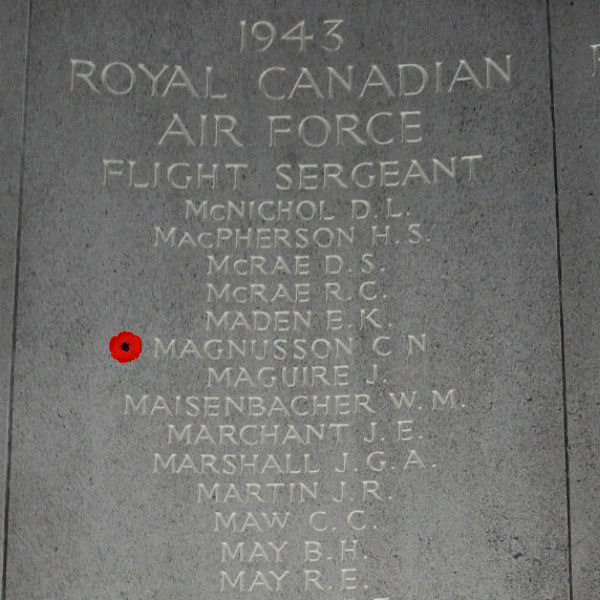 1943
ROYAL CANADIAN
AIR FORCE
FLIGHT SERGEANT
McNICHOL D.L.
MacPHERSON H.S.
McRAE D.S.
McRAE R.C.
MADEN E.K.
MAGNUSSON C N
MAGUIRE J.
MAISENBACHER W.M.
MARCHANT J.E.
MARSHALL J.G.A.
MARTIN J.R.
MAW C.C.
MAY B.H.
MAY R.E.